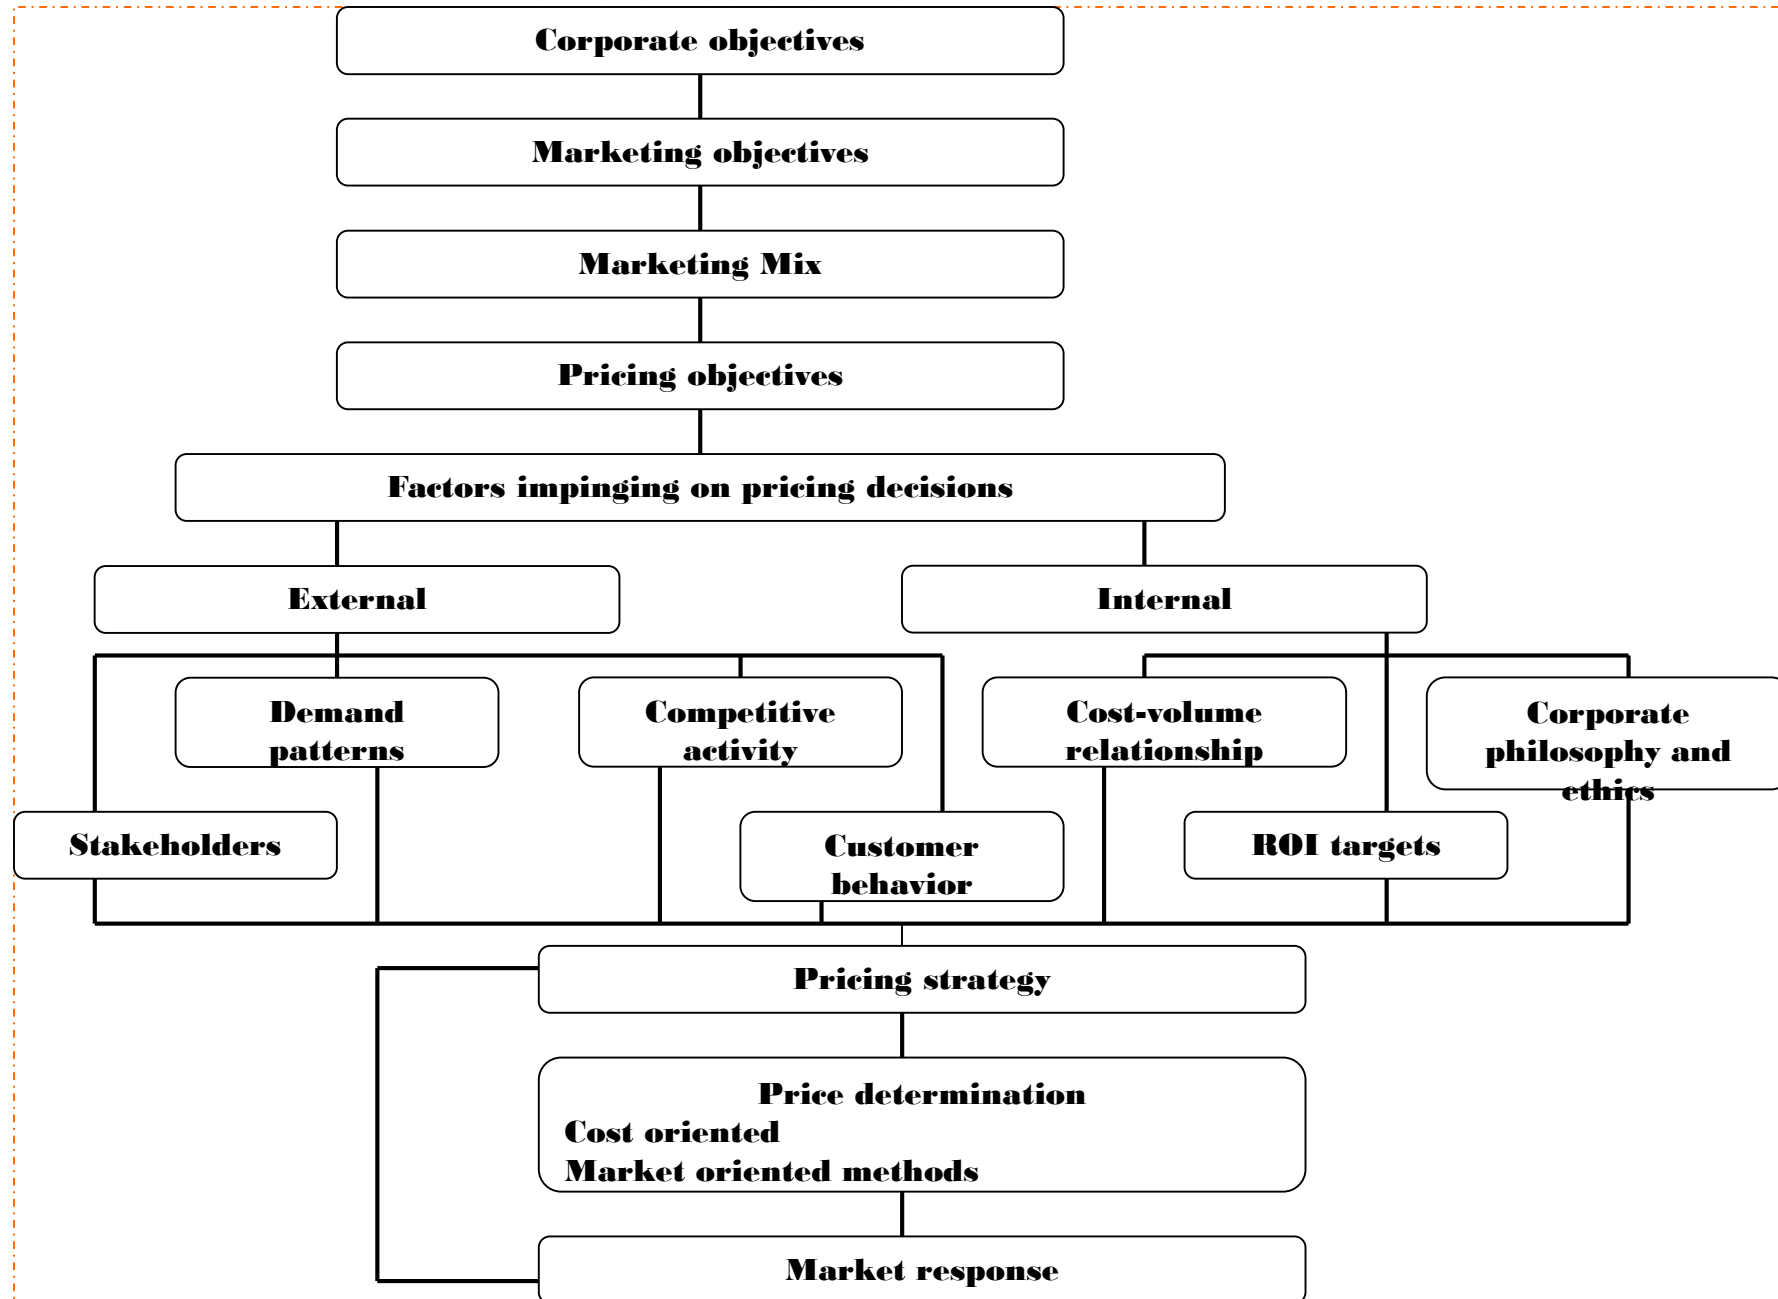 Corporate objectives
Marketing objectives
Marketing Mix
Pricing objectives
Factors impinging on pricing decisions
External
Internal
Demand
patterns
Competitive
activity
Cost-volume
relationship
Corporate
philosophy and
ethics
Stakeholders
Customer
behavior
ROI targets
Pricing strategy
Price determination
Cost oriented
Market oriented methods
Market response